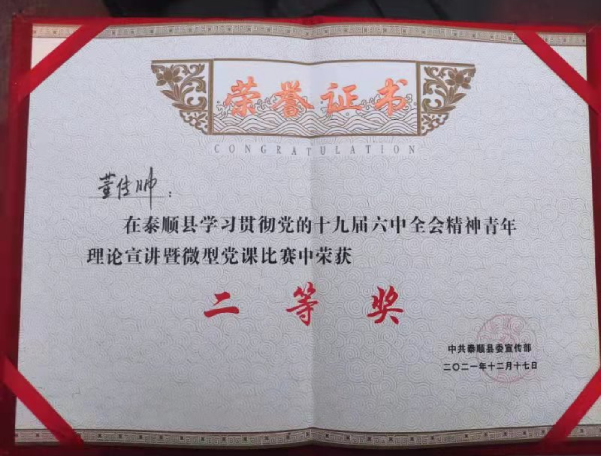 荣誉证书
CONGRATULATION
董传帅：
在泰顺县学习贯彻党的十九届六中全会精神青年
理论宣讲暨微型党课比赛中荣获
二等奖
中共泰顺县委宣传部
二〇二一年十二月十七日